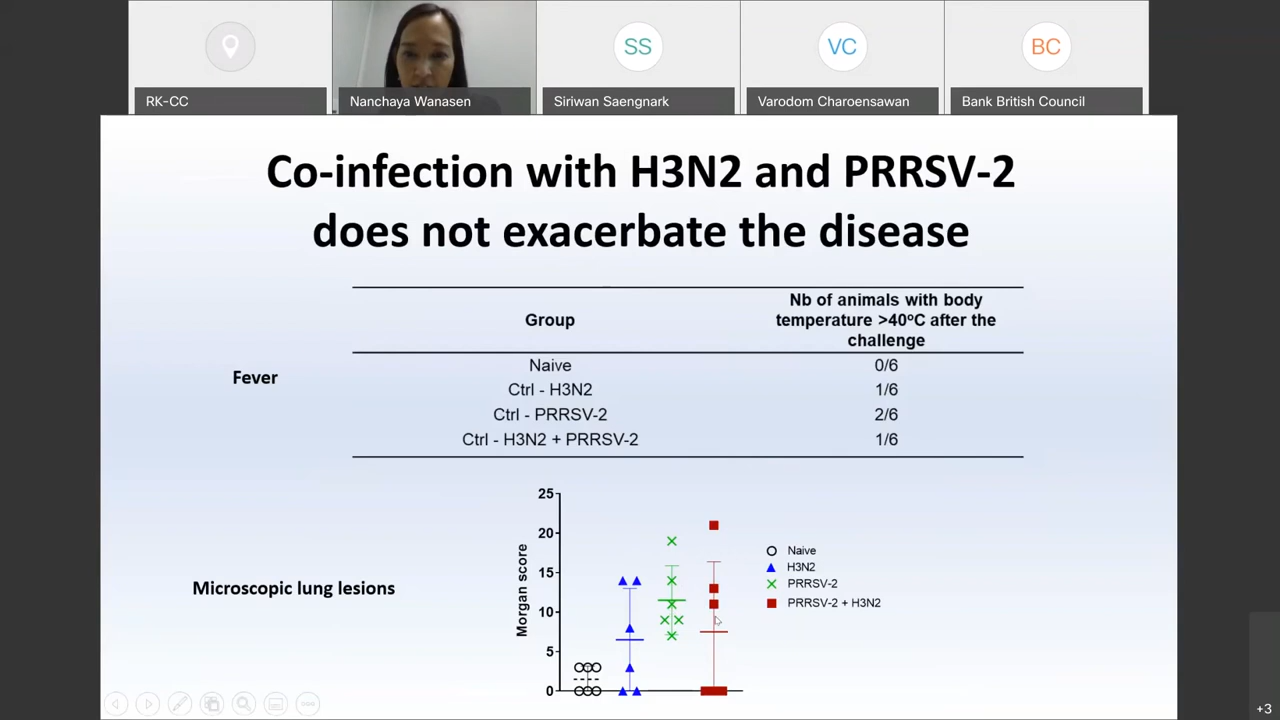 SS
VC
BC
RK-CC
Nanchaya Wanasen
Siriwan Saengnark
Varodom Charoensawan
Bank British Council
Co-infection with H3N2 and PRRSV-2
does not exacerbate the disease
Group
Nb of animals with body
temperature >40°C after the
challenge
Fever
Naive 0/6
Ctrl - H3N2 1/6
Ctrl - PRRSV-2 2/6
Ctrl - H3N2 + PRRSV-2 1/6
Microscopic lung lesions
Morgan score
25
20
15
10
5
0
Naive
H3N2
PRRSV-2
PRRSV-2 + H3N2
+3